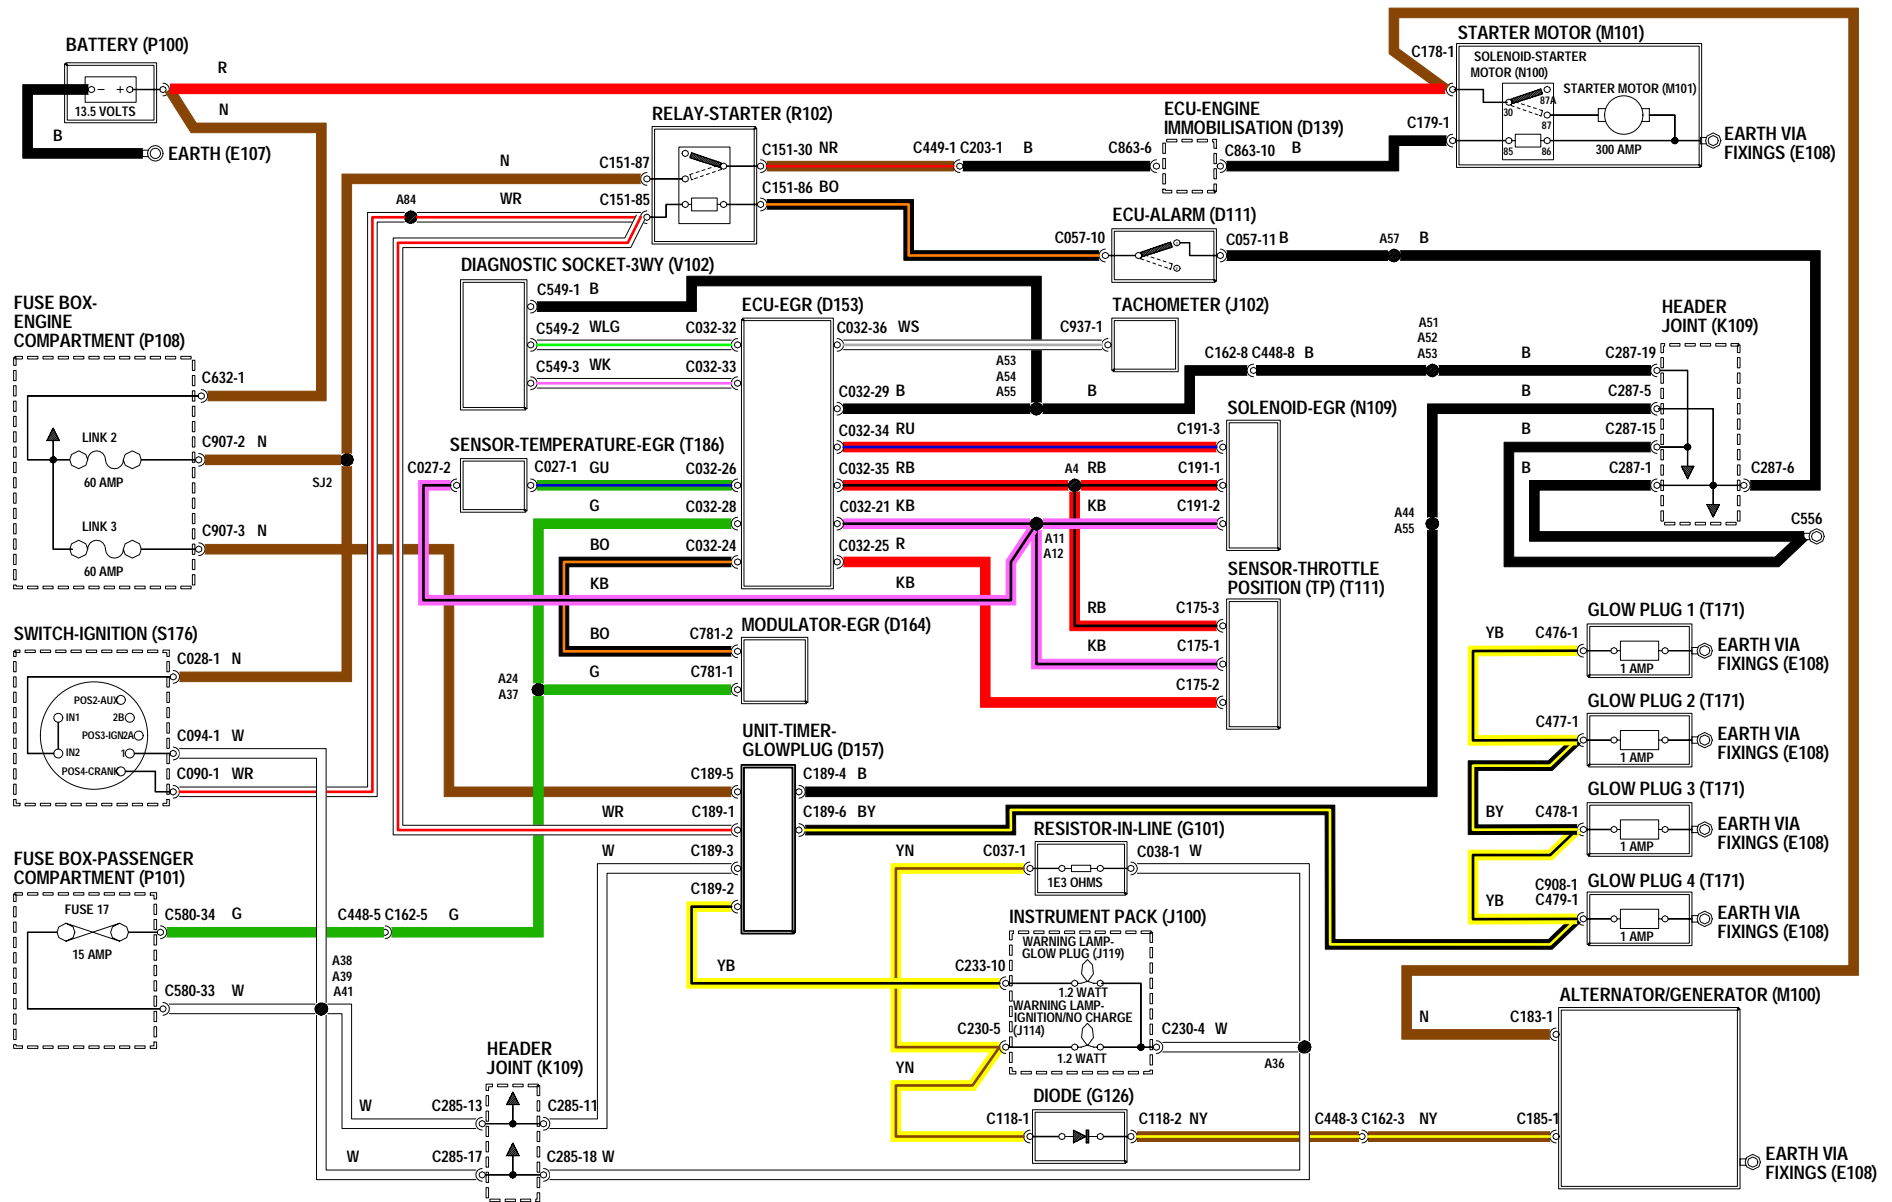 BATTERY (P100)
13.5 VOLTS
R
N
B
EARTH (E107)
RELAY-STARTER (R102)
N
C151-87
C151-30 NR
C449-1 C203-1 B
C863-6
ECU-ENGINE
IMMOBILISATION (D139)
C863-10 B
C178-1
STARTER MOTOR (M101)
SOLENOID-STARTER
MOTOR (N100)
STARTER MOTOR (M101)
87A
30
87
85
86
300 AMP
C179-1
EARTH VIA
FIXINGS (E108)
A84
WR
C151-85
C151-86 BO
ECU-ALARM (D111)
C057-10
C057-11 B
A57
B
DIAGNOSTIC SOCKET-3WY (V102)
C549-1 B
C549-2 WLG
C549-3 WK
ECU-EGR (D153)
C032-32
C032-33
C032-36 WS
C937-1
TACHOMETER (J102)
A53
A54
A55
C032-29 B
B
C162-8 C448-8 B
A51
A52
A53
B
C287-19
B
C287-5
B
C287-15
B
C287-1
HEADER
JOINT (K109)
C287-6
C556
FUSE BOX-
ENGINE
COMPARTMENT (P108)
C632-1
LINK 2
60 AMP
C907-2 N
SJ2
LINK 3
60 AMP
C907-3 N
SENSOR-TEMPERATURE-EGR (T186)
C027-2
C027-1 GU
C032-26
G
C032-28
BO
C032-24
KB
C032-34 RU
C032-35 RB
C032-21 KB
C032-25 R
KB
A4
RB
KB
A11
A12
SOLENOID-EGR (N109)
C191-3
C191-1
C191-2
A44
A55
SENSOR-THROTTLE
POSITION (TP) (T111)
RB
C175-3
KB
C175-1
C175-2
SWITCH-IGNITION (S176)
C028-1 N
POS2-AUX
IN1
2B
POS3-IGN2A
IN2
1
POS4-CRANK
C094-1 W
C090-1 WR
BO
C781-2
MODULATOR-EGR (D164)
G
C781-1
A24
A37
UNIT-TIMER-
GLOWPLUG (D157)
C189-5
WR
C189-1
W
C189-3
C189-2
C189-4 B
C189-6 BY
GLOW PLUG 1 (T171)
YB
C476-1
1 AMP
EARTH VIA
FIXINGS (E108)
GLOW PLUG 2 (T171)
C477-1
1 AMP
EARTH VIA
FIXINGS (E108)
GLOW PLUG 3 (T171)
BY
C478-1
1 AMP
EARTH VIA
FIXINGS (E108)
GLOW PLUG 4 (T171)
YB
C908-1
C479-1
1 AMP
EARTH VIA
FIXINGS (E108)
FUSE BOX-PASSENGER
COMPARTMENT (P101)
FUSE 17
15 AMP
C580-34 G
C448-5 C162-5 G
C580-33 W
A38
A39
A41
RESISTOR-IN-LINE (G101)
YN
C037-1
1E3 OHMS
C038-1 W
INSTRUMENT PACK (J100)
WARNING LAMP-
GLOW PLUG (J119)
YB
C233-10
1.2 WATT
WARNING LAMP-
IGNITION/NO CHARGE
(J114)
C230-5
1.2 WATT
C230-4 W
A36
YN
DIODE (G126)
C118-1
C118-2 NY
C448-3 C162-3 NY
C185-1
HEADER
JOINT (K109)
W
C285-13
C285-11
W
C285-17
C285-18 W
ALTERNATOR/GENERATOR (M100)
N
C183-1
EARTH VIA
FIXINGS (E108)